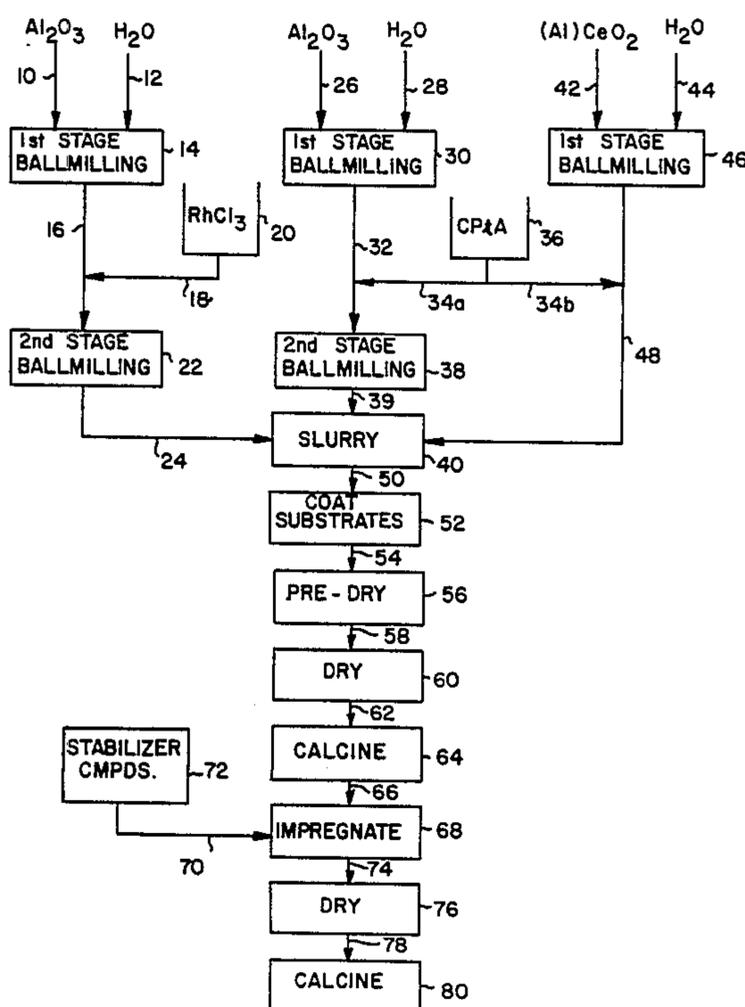 Al2O3 H2O Al2O3 H2O (Al)CeO2 H2O
10 12 26 28 42 44
1st STAGE
BALLMILLING
14
1st STAGE
BALLMILLING
30
1st STAGE
BALLMILLING
46
16
RhCl3
20
32
CPtA
36
18
34a
34b
2nd STAGE
BALLMILLING
22
2nd STAGE
BALLMILLING
38
48
39
24
SLURRY
40
50
COAT
SUBSTRATES
52
54
PRE-DRY
56
58
DRY
60
62
CALCINE
64
STABILIZER
CMPDS.
72
66
IMPREGNATE
68
70
74
DRY
76
78
CALCINE
80